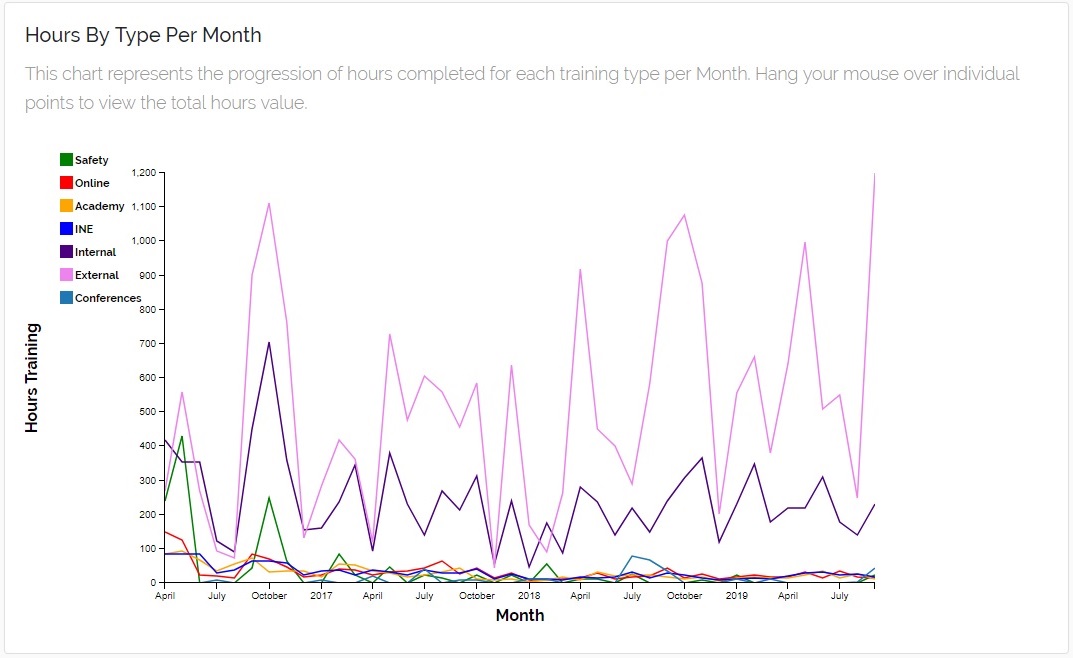 Hours By Type Per Month
This chart represents the progression of hours completed for each training type per Month. Hang your mouse over individual
points to view the total hours value.
Safety
Online
Academy
INE
Internal
External
Conferences
1,200
1,100
1,000
900
800
700
600
500
400
300
200
100
0
Hours Training
April July October 2017 April July October 2018 April July October 2019 April July
Month